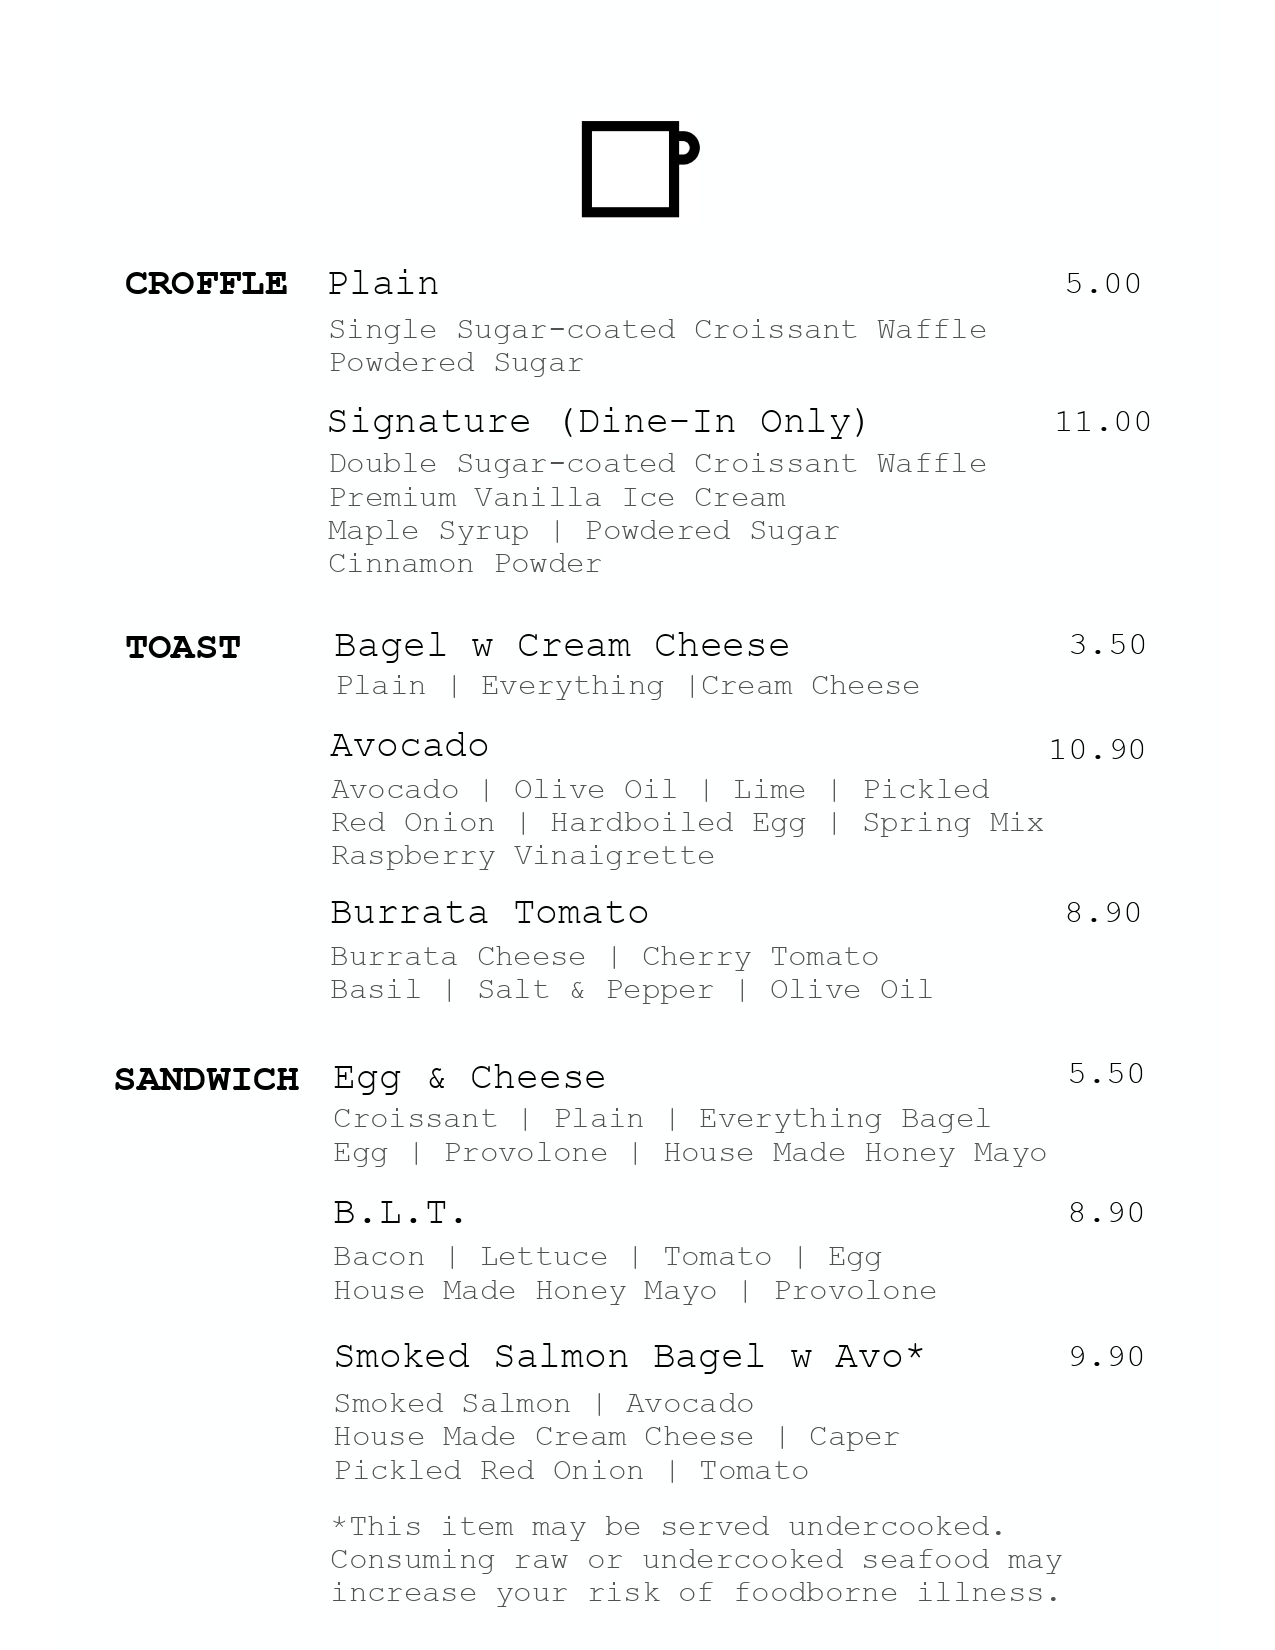 CROFFLE Plain 5.00
Single Sugar-coated Croissant Waffle
Powdered Sugar
Signature (Dine-In Only) 11.00
Double Sugar-coated Croissant Waffle
Premium Vanilla Ice Cream
Maple Syrup | Powdered Sugar
Cinnamon Powder
TOAST Bagel w Cream Cheese 3.50
Plain | Everything |Cream Cheese
Avocado 10.90
Avocado | Olive Oil | Lime | Pickled
Red Onion | Hardboiled Egg | Spring Mix
Raspberry Vinaigrette
Burrata Tomato 8.90
Burrata Cheese | Cherry Tomato
Basil | Salt & Pepper | Olive Oil
SANDWICH Egg & Cheese 5.50
Croissant | Plain | Everything Bagel
Egg | Provolone | House Made Honey Mayo
B.L.T. 8.90
Bacon | Lettuce | Tomato | Egg
House Made Honey Mayo | Provolone
Smoked Salmon Bagel w Avo* 9.90
Smoked Salmon | Avocado
House Made Cream Cheese | Caper
Pickled Red Onion | Tomato
*This item may be served undercooked.
Consuming raw or undercooked seafood may
increase your risk of foodborne illness.